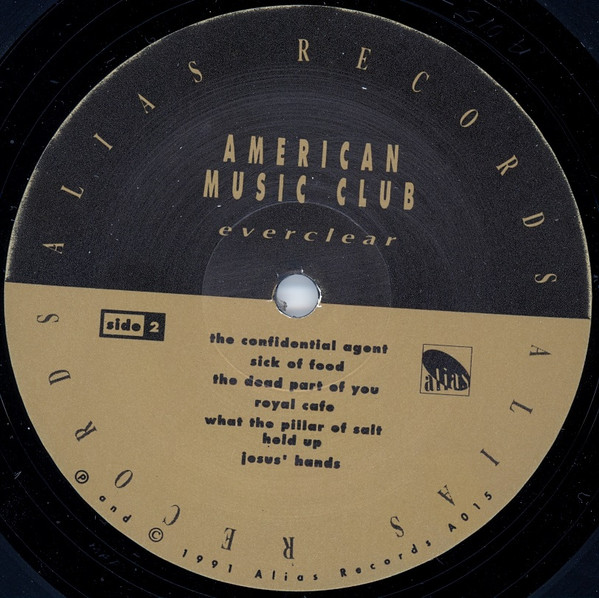 ALIAS RECORDS
AMERICAN
MUSIC CLUB
everclear
side 2
the confidential agent
sick of food
the dead part of you
royal cafe
what the pillar of salt
held up
jesus' hands
alias
ALIAS RECORDS
℗ and © 1991 Alias Records A015